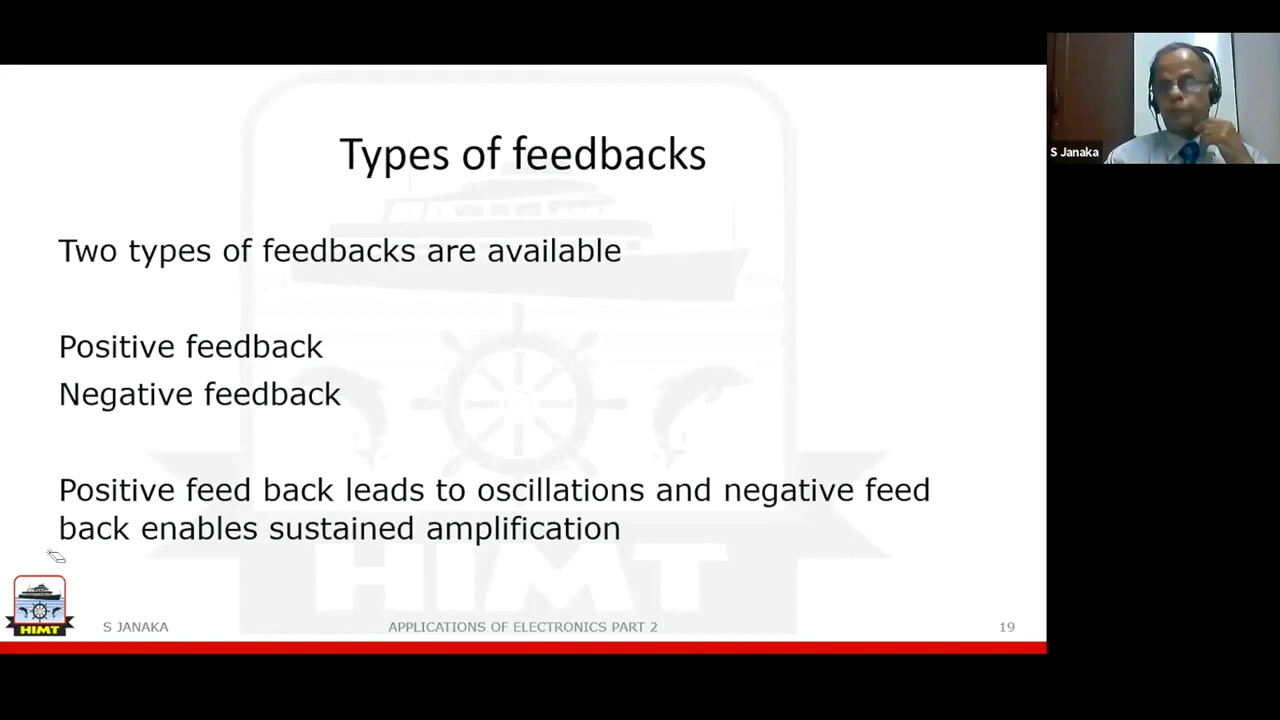 Types of feedbacks
Two types of feedbacks are available
Positive feedback
Negative feedback
Positive feed back leads to oscillations and negative feed
back enables sustained amplification
HIMT
HIMT
S JANAKA
APPLICATIONS OF ELECTRONICS PART 2
19
S Janaka